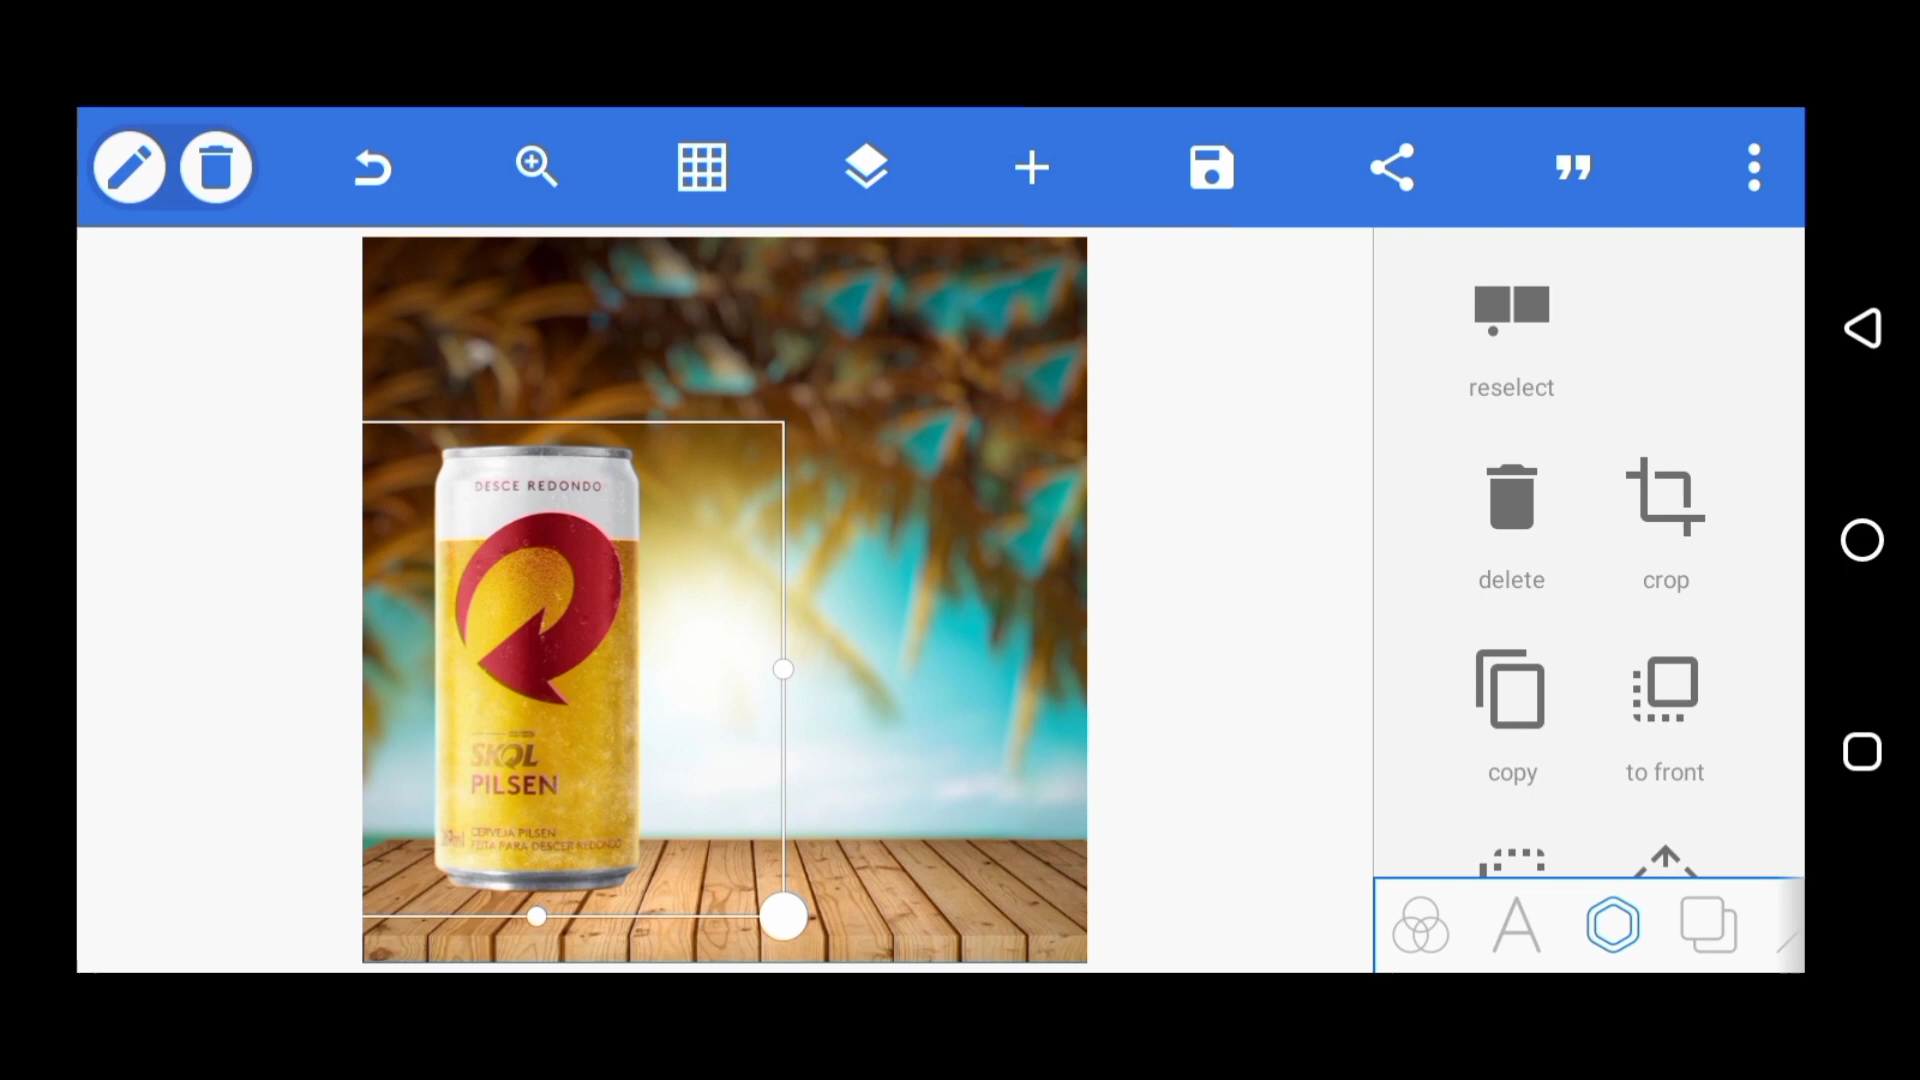 reselect
DESCE REDONDO
delete
crop
SKOL
PILSEN
copy
to front
CERVEJA PILSEN
FEITA PARA DESCER REDONDO